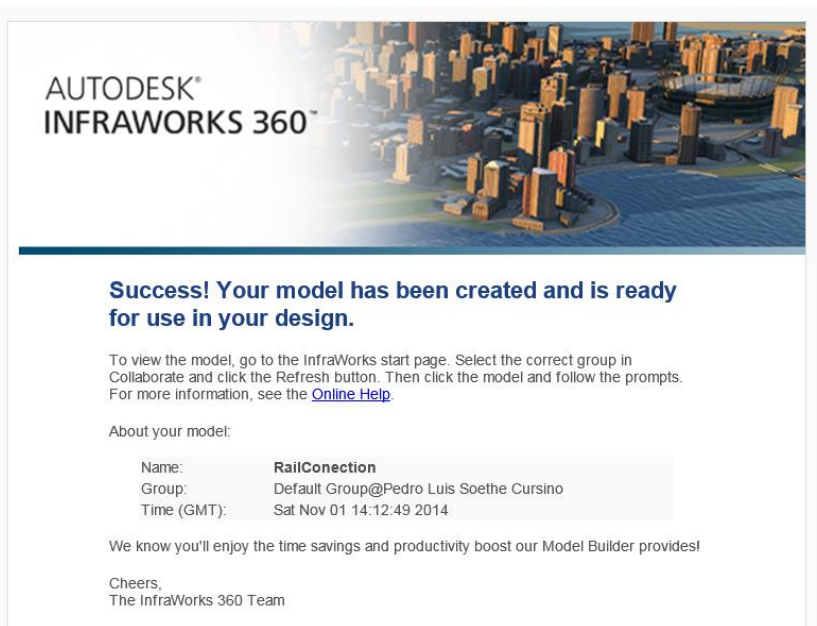 AUTODESK®
INFRAWORKS 360™
Success! Your model has been created and is ready
for use in your design.
To view the model, go to the InfraWorks start page. Select the correct group in
Collaborate and click the Refresh button. Then click the model and follow the prompts.
For more information, see the Online Help.
About your model:
Name: RailConection
Group: Default Group@Pedro Luis Soethe Cursino
Time (GMT): Sat Nov 01 14:12:49 2014
We know you'll enjoy the time savings and productivity boost our Model Builder provides!
Cheers,
The InfraWorks 360 Team